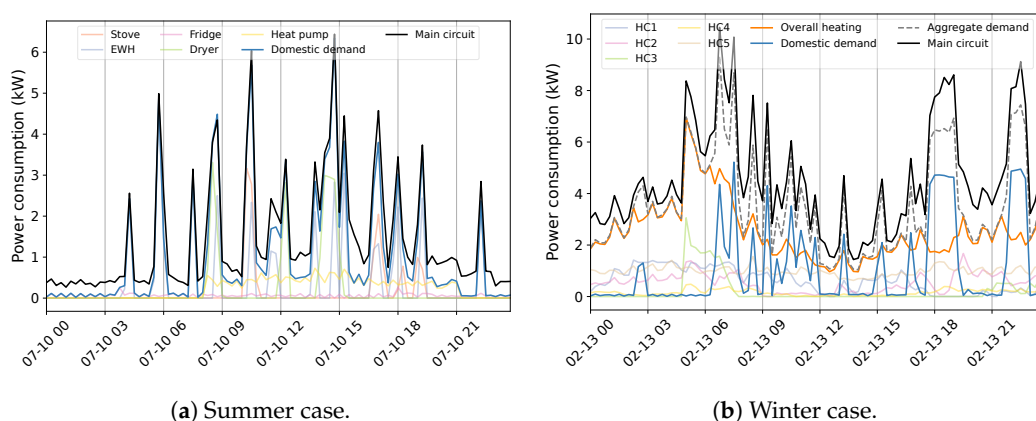 Stove
EWH
Fridge
Dryer
Heat pump
Domestic demand
Main circuit
Power consumption (kW)
6
5
4
3
2
1
0
07-10 00
07-10 03
07-10 06
07-10 09
07-10 12
07-10 15
07-10 18
07-10 21
(a) Summer case.
HC1
HC2
HC3
HC4
HC5
Overall heating
Domestic demand
Aggregate demand
Main circuit
Power consumption (kW)
10
8
6
4
2
0
02-13 00
02-13 03
02-13 06
02-13 09
02-13 12
02-13 15
02-13 18
02-13 21
(b) Winter case.